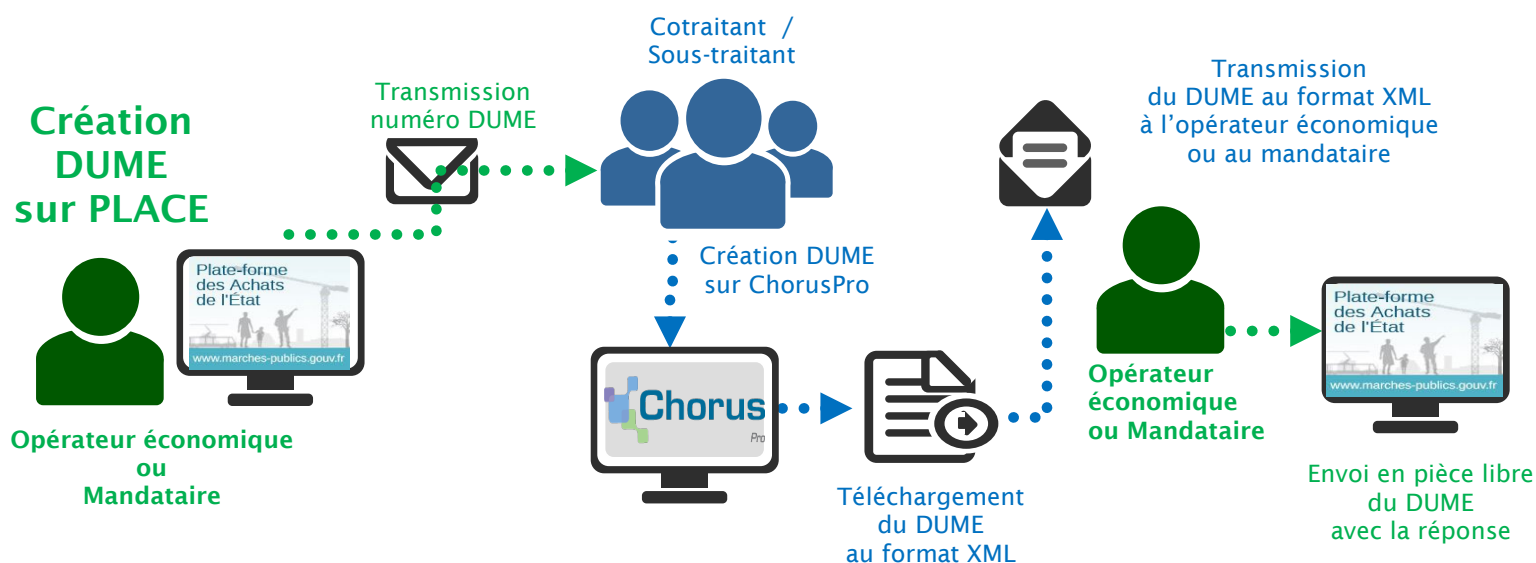 Création
DUME
sur PLACE
Plate-forme
des Achats
de l'État
www.marches-publics.gouv.fr
Opérateur économique
ou
Mandataire
Transmission
numéro DUME
Cotraitant /
Sous-traitant
Création DUME
sur ChorusPro
Chorus
Pro
Téléchargement
du DUME
au format XML
Transmission
du DUME au format XML
à l’opérateur économique
ou au mandataire
Opérateur
économique
ou Mandataire
Plate-forme
des Achats
de l'État
www.marches-publics.gouv.fr
Envoi en pièce libre
du DUME
avec la réponse